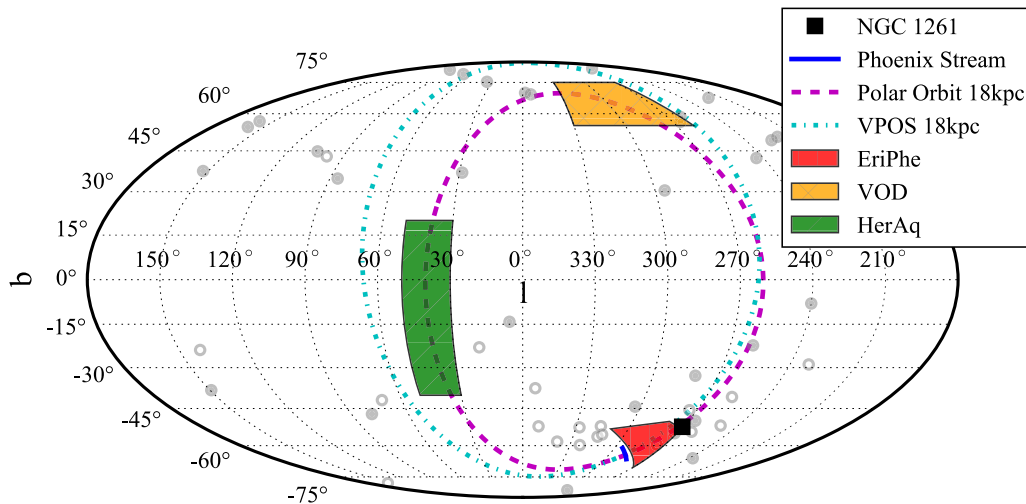 NGC 1261
Phoenix Stream
Polar Orbit 18kpc
VPOS 18kpc
EriPhe
VOD
HerAq
75°
60°
45°
30°
15°
0°
-15°
-30°
-45°
-60°
-75°
b
150° 120° 90° 60° 30° 0° 330° 300° 270° 240° 210°
l